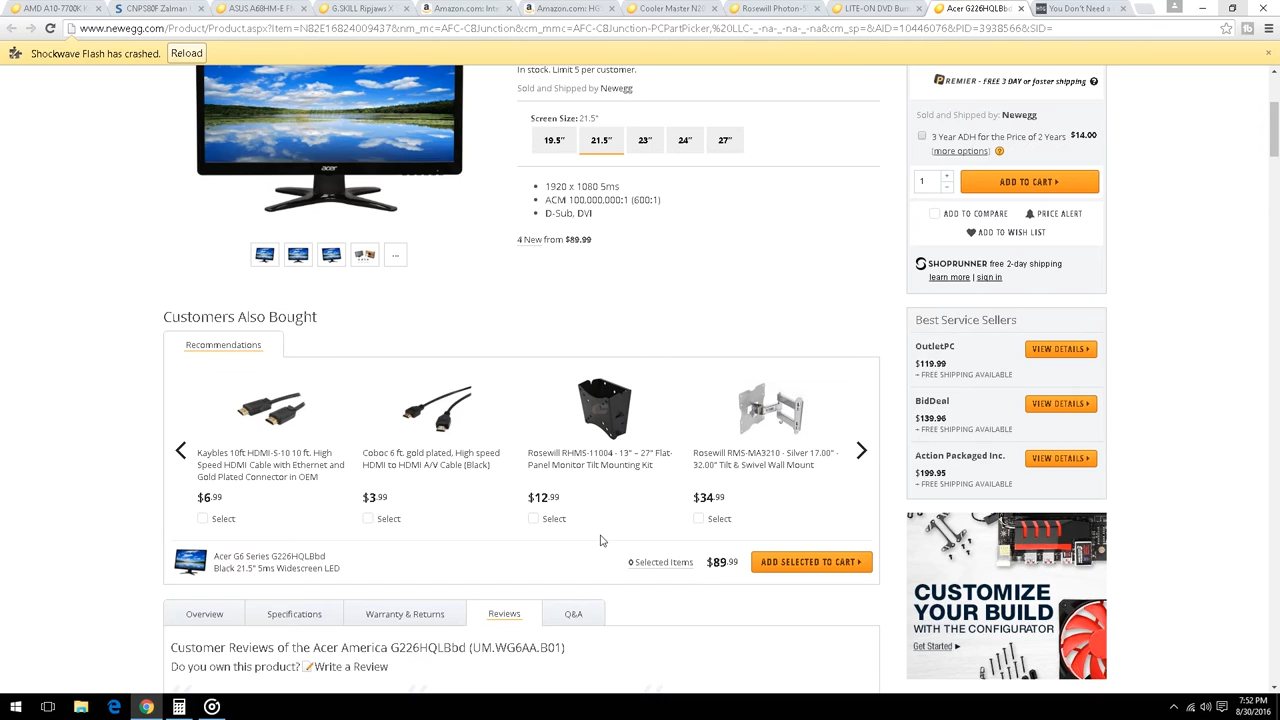 AMD A10-7700K
CNPS80F Zalman
ASUS A68HM-E
G.SKILL Ripjaws X
Amazon.com: Inter
Amazon.com: HG
Cooler Master N20
Rosewill Photon-5
LITE-ON DVD Bur
Acer G226HQLBbd
You Don't Need a
www.newegg.com/Product/Product.aspx?Item=N82E16824009437&nm_mc=AFC-C8Junction&cm_mmc=AFC-C8Junction-PCPartPicker,%20LLC-_-na-_-na-_-na&cm_sp=&AID=10446076&PID=3938566&SID=
Shockwave Flash has crashed.
Reload
In stock. Limit 5 per customer.
Sold and Shipped by Newegg
Screen Size: 21.5"
19.5"
21.5"
23"
24"
27"
1920 x 1080 5ms
ACM 100,000,000:1 (600:1)
D-Sub, DVI
4 New from $89.99
acer
PREMIER - FREE 3 DAY or faster shipping
Sold and Shipped by: Newegg
3 Year ADH for the Price of 2 Years
$14.00
(more options)
1
ADD TO CART
ADD TO COMPARE
PRICE ALERT
ADD TO WISH LIST
SHOPRUNNER free 2-day shipping
learn more | sign in
Customers Also Bought
Recommendations
Kaybles 10ft HDMI-S-10 10 ft. High
Speed HDMI Cable with Ethernet and
Gold Plated Connector in OEM
$6.99
Select
Coboc 6 ft. gold plated, High speed
HDMI to HDMI A/V Cable (Black)
$3.99
Select
Rosewill RHMS-11004 - 13" – 27" Flat-
Panel Monitor Tilt Mounting Kit
$12.99
Select
Rosewill RMS-MA3210 - Silver 17.00" -
32.00" Tilt & Swivel Wall Mount
$34.99
Select
Acer G6 Series G226HQLBbd
Black 21.5" 5ms Widescreen LED
0 Selected Items
$89.99
ADD SELECTED TO CART
Best Service Sellers
OutletPC
$119.99
+ FREE SHIPPING AVAILABLE
VIEW DETAILS
BidDeal
$139.96
+ FREE SHIPPING AVAILABLE
VIEW DETAILS
Action Packaged Inc.
$199.95
+ FREE SHIPPING AVAILABLE
VIEW DETAILS
CUSTOMIZE
YOUR BUILD
WITH THE CONFIGURATOR
Get Started
Overview
Specifications
Warranty & Returns
Reviews
Q&A
Customer Reviews of the Acer America G226HQLBbd (UM.WG6AA.B01)
Do you own this product? Write a Review
7:52 PM
8/30/2016